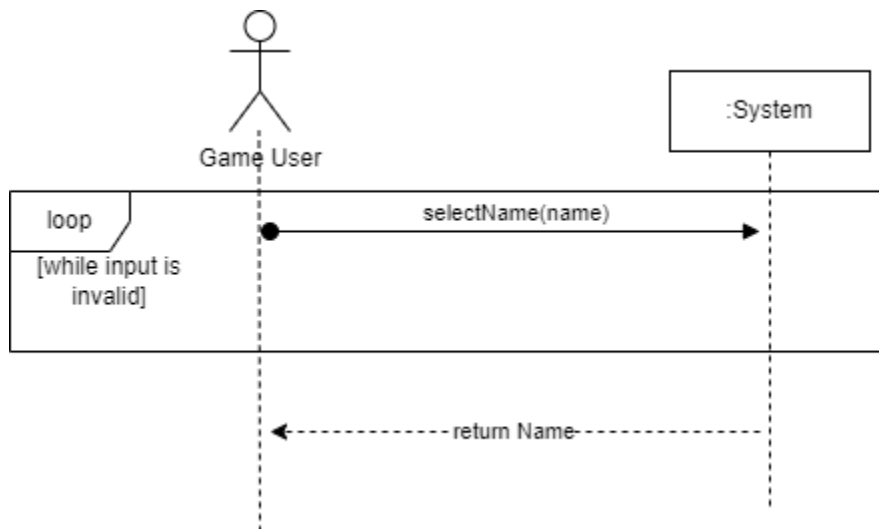 :System
Game User
selectName(name)
loop
[while input is
invalid]
return Name